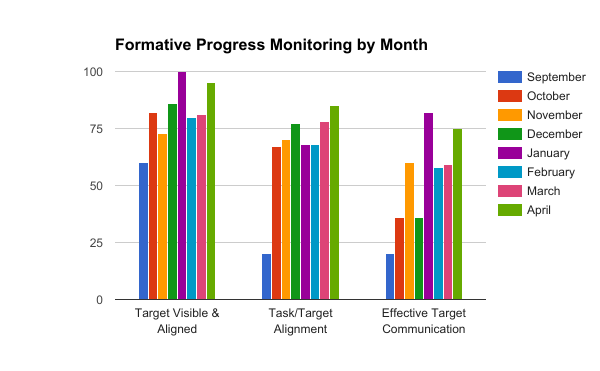 Formative Progress Monitoring by Month
100
75
50
25
0
September
October
November
December
January
February
March
April
Target Visible &
Aligned
Task/Target
Alignment
Effective Target
Communication